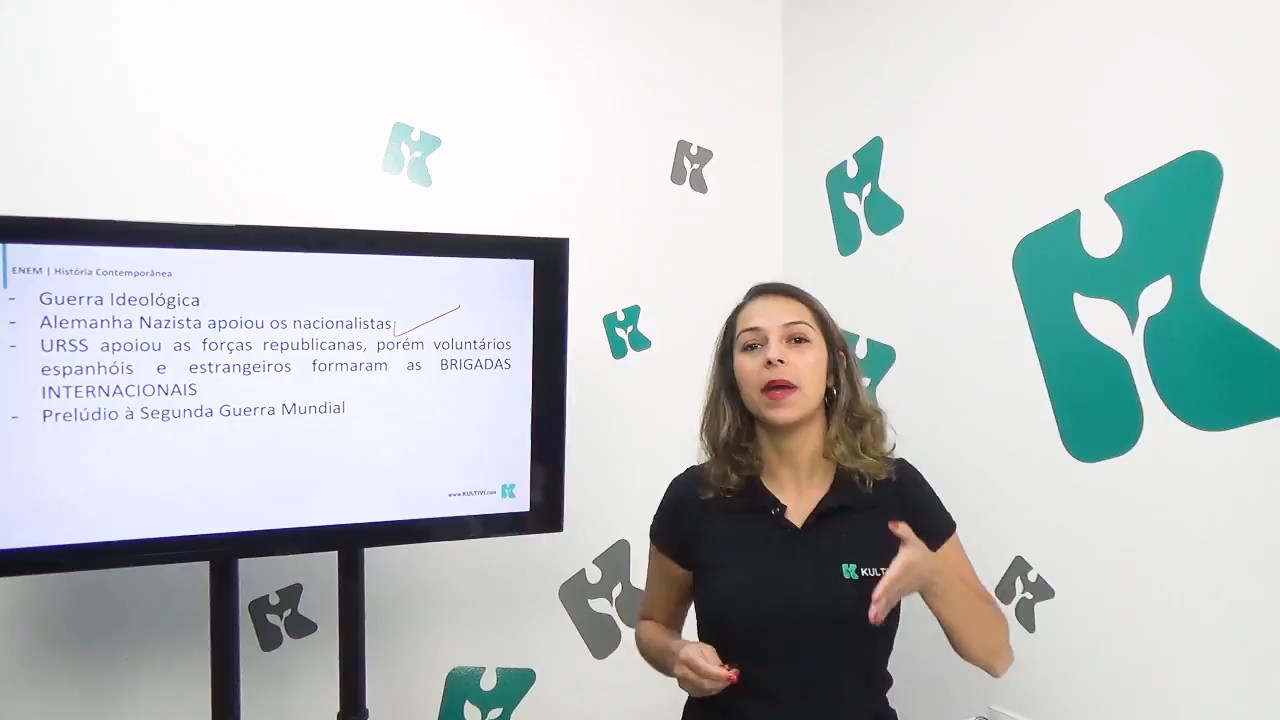 ENEM | História Contemporânea
- Guerra Ideológica
- Alemanha Nazista apoiou os nacionalistas
- URSS apoiou as forças republicanas, porém voluntários
espanhóis e estrangeiros formaram as BRIGADAS
INTERNACIONAIS
- Prelúdio à Segunda Guerra Mundial
www.KULTIVI.com